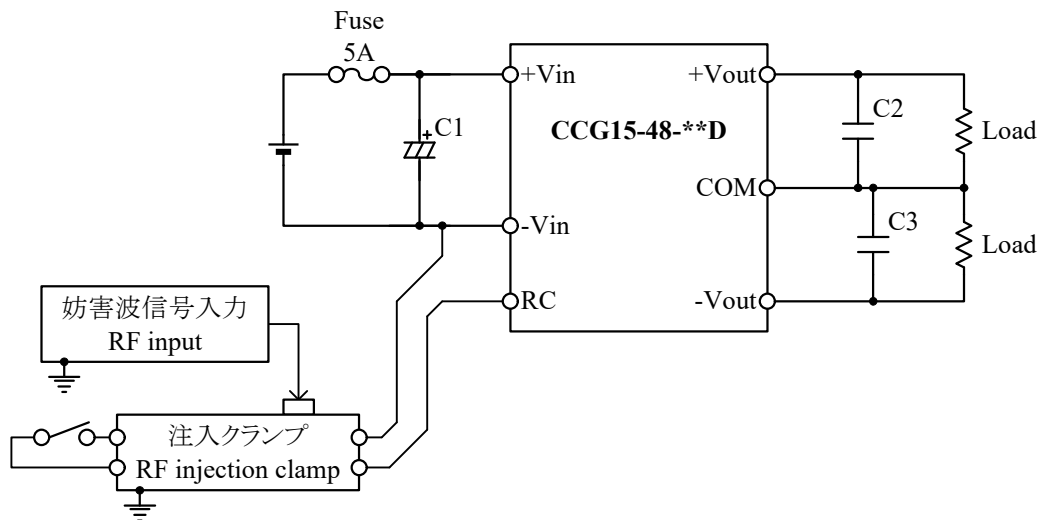 Fuse
5A
+Vin
+Vout
C1
CCG15-48-**D
C2
Load
COM
-Vin
C3
Load
RC
-Vout
妨害波信号入力
RF input
注入クランプ
RF injection clamp